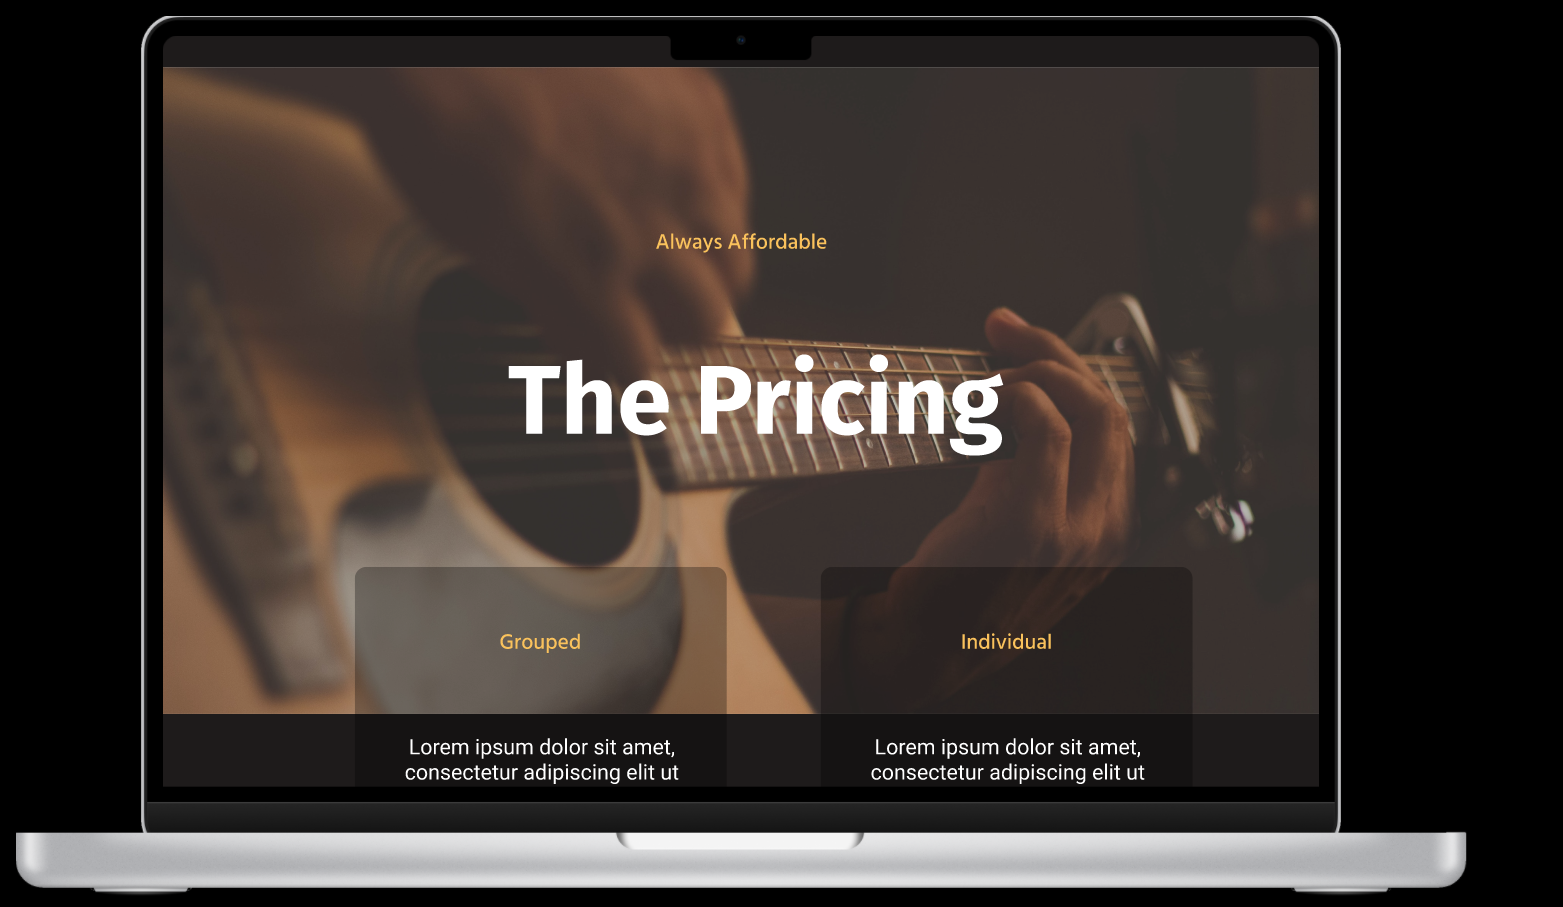 Always Affordable
The Pricing
Grouped
Individual
Lorem ipsum dolor sit amet,
consectetur adipiscing elit ut
Lorem ipsum dolor sit amet,
consectetur adipiscing elit ut